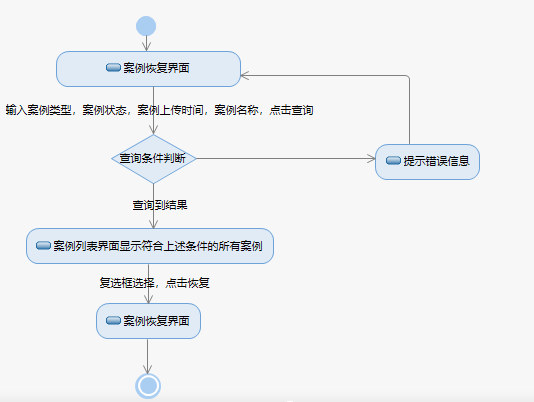 案例恢复界面
输入案例类型，案例状态，案例上传时间，案例名称，点击查询
查询条件判断
提示错误信息
查询到结果
案例列表界面显示符合上述条件的所有案例
复选框选择，点击恢复
案例恢复界面